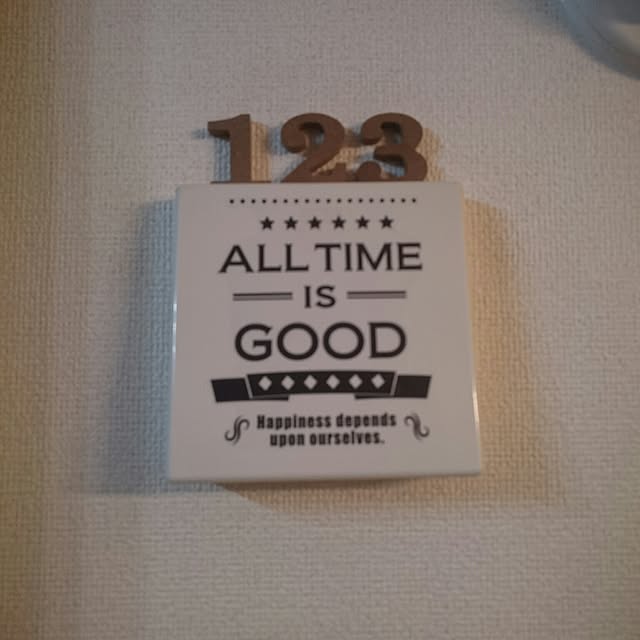 123
ALL TIME
IS
GOOD
Happiness depends
upon ourselves.